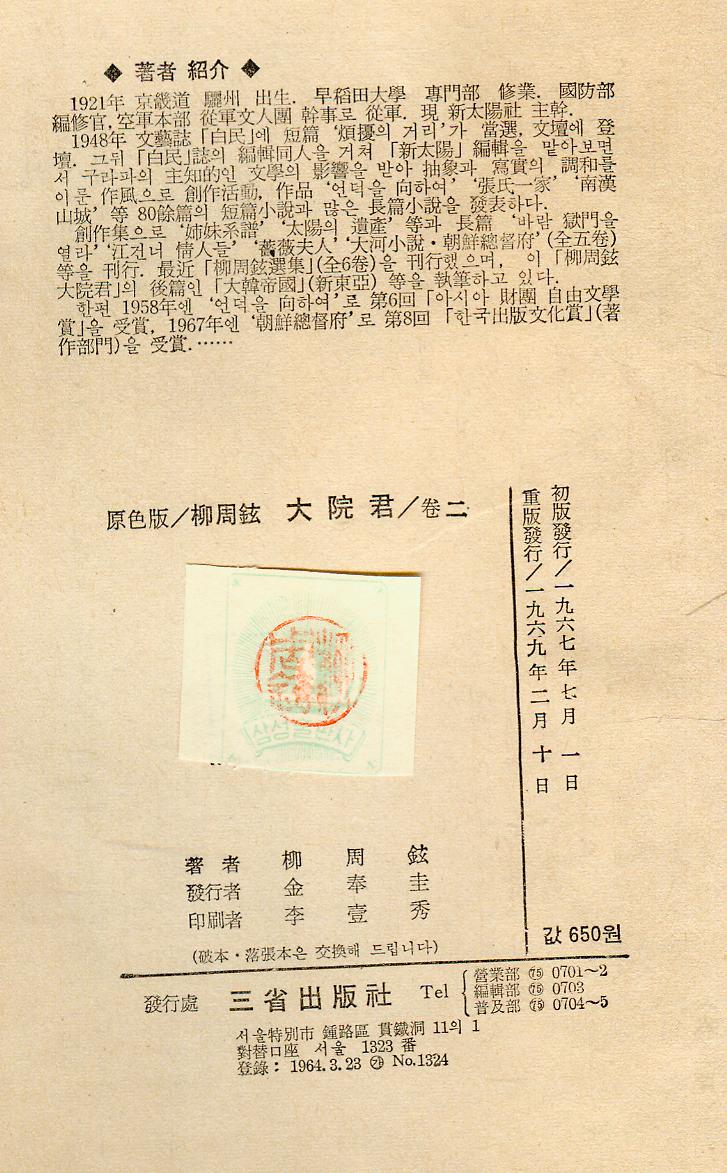 ◆ 著者 紹介 ◆
1921年 京畿道 驪州 出生. 早稻田大學 專門部 修業. 國防部
編修官, 空軍本部 從軍文人團 幹事로 從軍. 現 新太陽社 主幹.
1948年 文藝誌「白民」에 短篇 ‘煩擾의 거리’가 當選, 文壇에 登
壇. 그뒤「白民」誌의 編輯同人을 거쳐 「新太陽」編輯을 맡아보면
서 구라파의 主知的인 文學의 影響을 받아 抽象과 寫實의 調和를
이룬 作風으로 創作活動, 作品 ‘언덕을 向하여’ ‘張氏一家’ ‘南漢
山城’ 等 80餘篇의 短篇小說과 많은 長篇小說을 發表하다.
創作集으로 ‘姉妹系譜’ ‘太陽의 遺產’ 等과 長篇 ‘바람 獄門을
열라’ ‘江건너 情人들’ ‘薔薇夫人’ ‘大河小說·朝鮮總督府’(全五卷)
等을 刊行. 最近「柳周鉉選集」(全6卷)을 刊行했으며, 이「柳周鉉
大院君」의 後篇인「大韓帝國」(新東亞) 等을 執筆하고 있다.
한편 1958年엔 ‘언덕을 向하여’로 第6回「아시아 財團 自由文學
賞」을 受賞, 1967年엔 ‘朝鮮總督府’로 第8回 「한국出版文化賞」(著
作部門)을 受賞.……
原色版/柳周鉉 大院君/卷二
初版發行/一九六七年七月 一日
重版發行/一九六九年二月 十日
삼성출판사
著 者 柳 周 鉉
發行者 金 奉 圭
印刷者 李 壹 秀
(破本·落張本은 交換해 드립니다)
값 650원
發行處 三省出版社 Tel
營業部 ㉕ 0701~2
編輯部 ㉕ 0703
普及部 ㉕ 0704~5
서울特別市 鍾路區 貫鐵洞 11의 1
對替口座 서울 1323 番
登錄: 1964.3.23 ㉮ No.1324